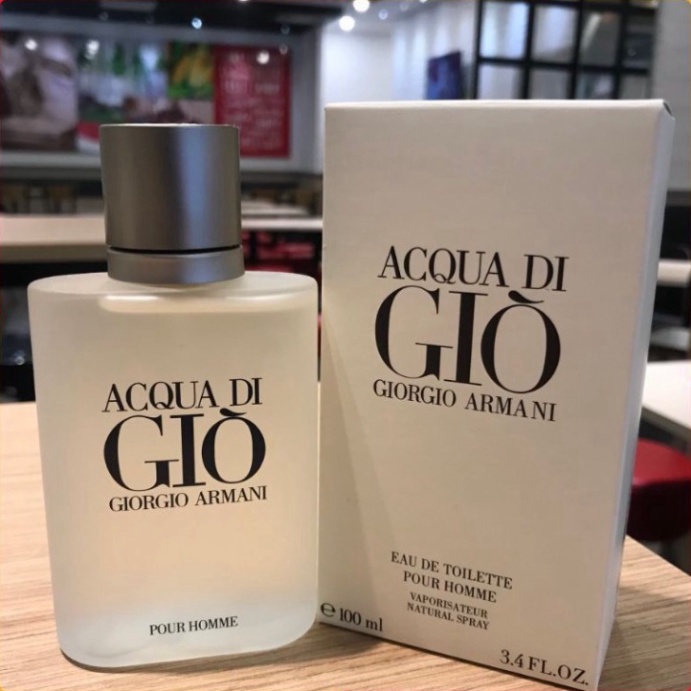 ACQUA DI
GIÒ
GIORGIO ARMANI
POUR HOMME
ACQUA DI
GIÒ
GIORGIO ARMANI
EAU DE TOILETTE
POUR HOMME
VAPORISATEUR
NATURAL SPRAY
℮ 100 ml
3.4 FL.OZ.